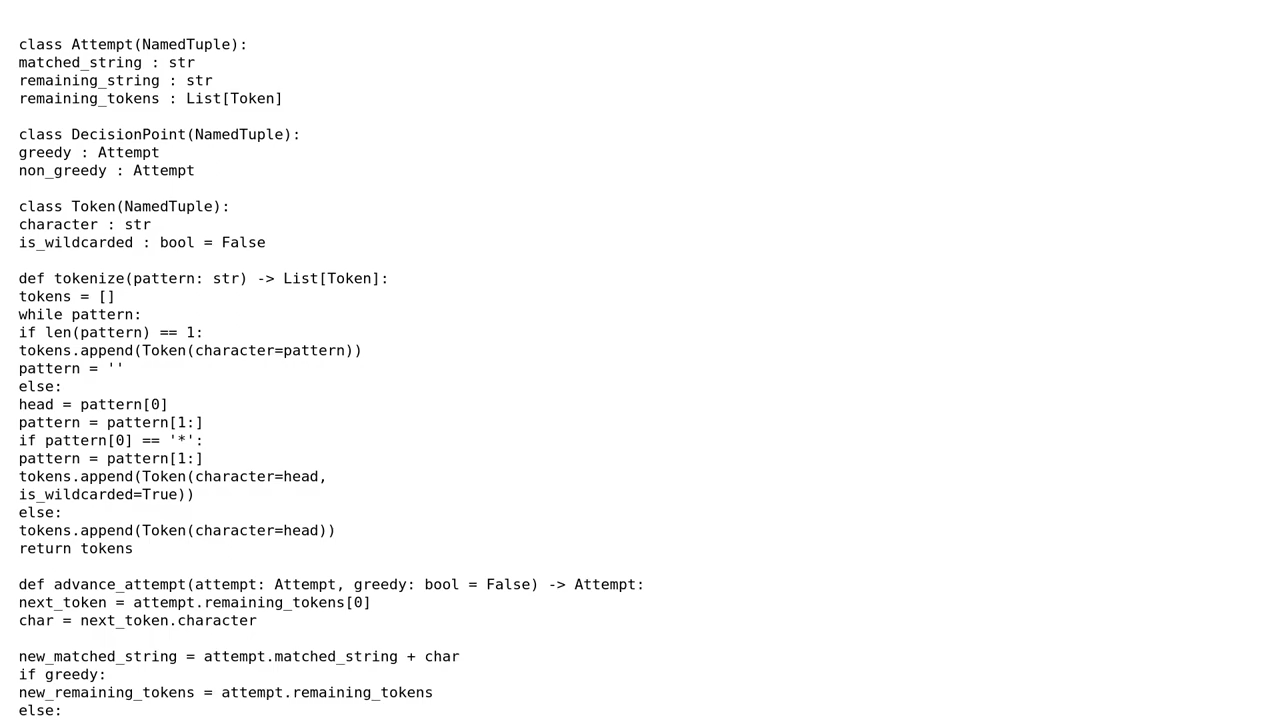 class Attempt(NamedTuple):
matched_string : str
remaining_string : str
remaining_tokens : List[Token]
class DecisionPoint(NamedTuple):
greedy : Attempt
non_greedy : Attempt
class Token(NamedTuple):
character : str
is_wildcarded : bool = False
def tokenize(pattern: str) -> List[Token]:
tokens = []
while pattern:
if len(pattern) == 1:
tokens.append(Token(character=pattern))
pattern = ''
else:
head = pattern[0]
pattern = pattern[1:]
if pattern[0] == '*':
pattern = pattern[1:]
tokens.append(Token(character=head,
is_wildcarded=True))
else:
tokens.append(Token(character=head))
return tokens
def advance_attempt(attempt: Attempt, greedy: bool = False) -> Attempt:
next_token = attempt.remaining_tokens[0]
char = next_token.character
new_matched_string = attempt.matched_string + char
if greedy:
new_remaining_tokens = attempt.remaining_tokens
else: